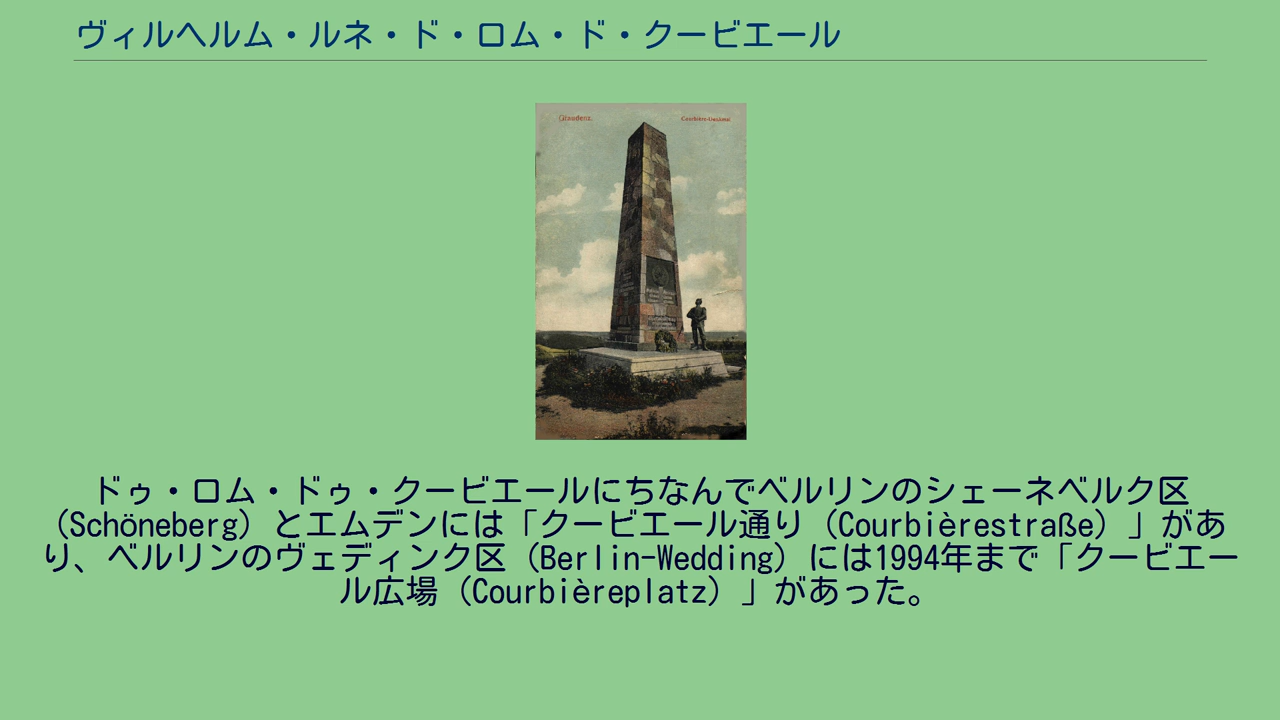 ヴィルヘルム・ルネ・ド・ロム・ド・クービエール
Graudenz.
Courbière-Denkmal
ドゥ・ロム・ドゥ・クービエールにちなんでベルリンのシェーネベルク区
（Schöneberg）とエムデンには「クービエール通り（Courbièrestraße）」があ
り、ベルリンのヴェディンク区（Berlin-Wedding）には1994年まで「クービエー
ル広場（Courbièreplatz）」があった。